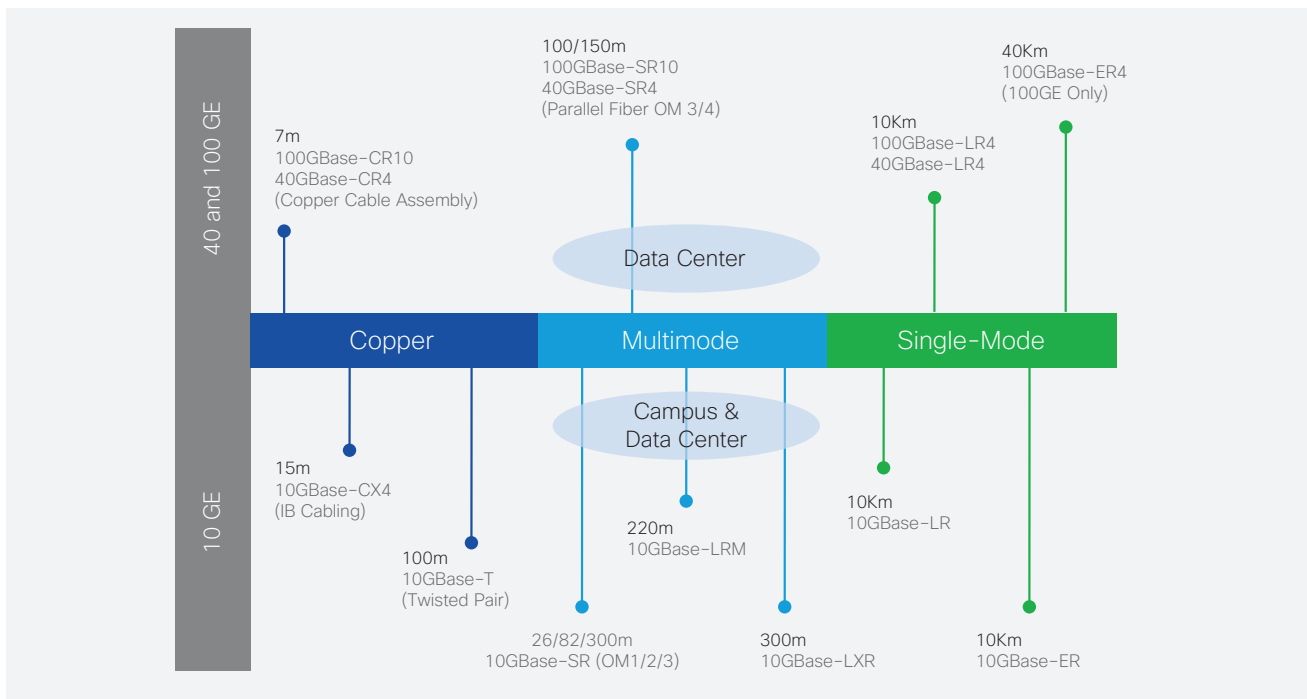 40 and 100 GE
10 GE
7m
100GBase-CR10
40GBase-CR4
(Copper Cable Assembly)
100/150m
100GBase-SR10
40GBase-SR4
(Parallel Fiber OM 3/4)
10Km
100GBase-LR4
40GBase-LR4
40Km
100GBase-ER4
(100GE Only)
Data Center
Copper
Multimode
Single-Mode
Campus &
Data Center
15m
10GBase-CX4
(IB Cabling)
100m
10GBase-T
(Twisted Pair)
26/82/300m
10GBase-SR (OM1/2/3)
220m
10GBase-LRM
300m
10GBase-LXR
10Km
10GBase-LR
10Km
10GBase-ER